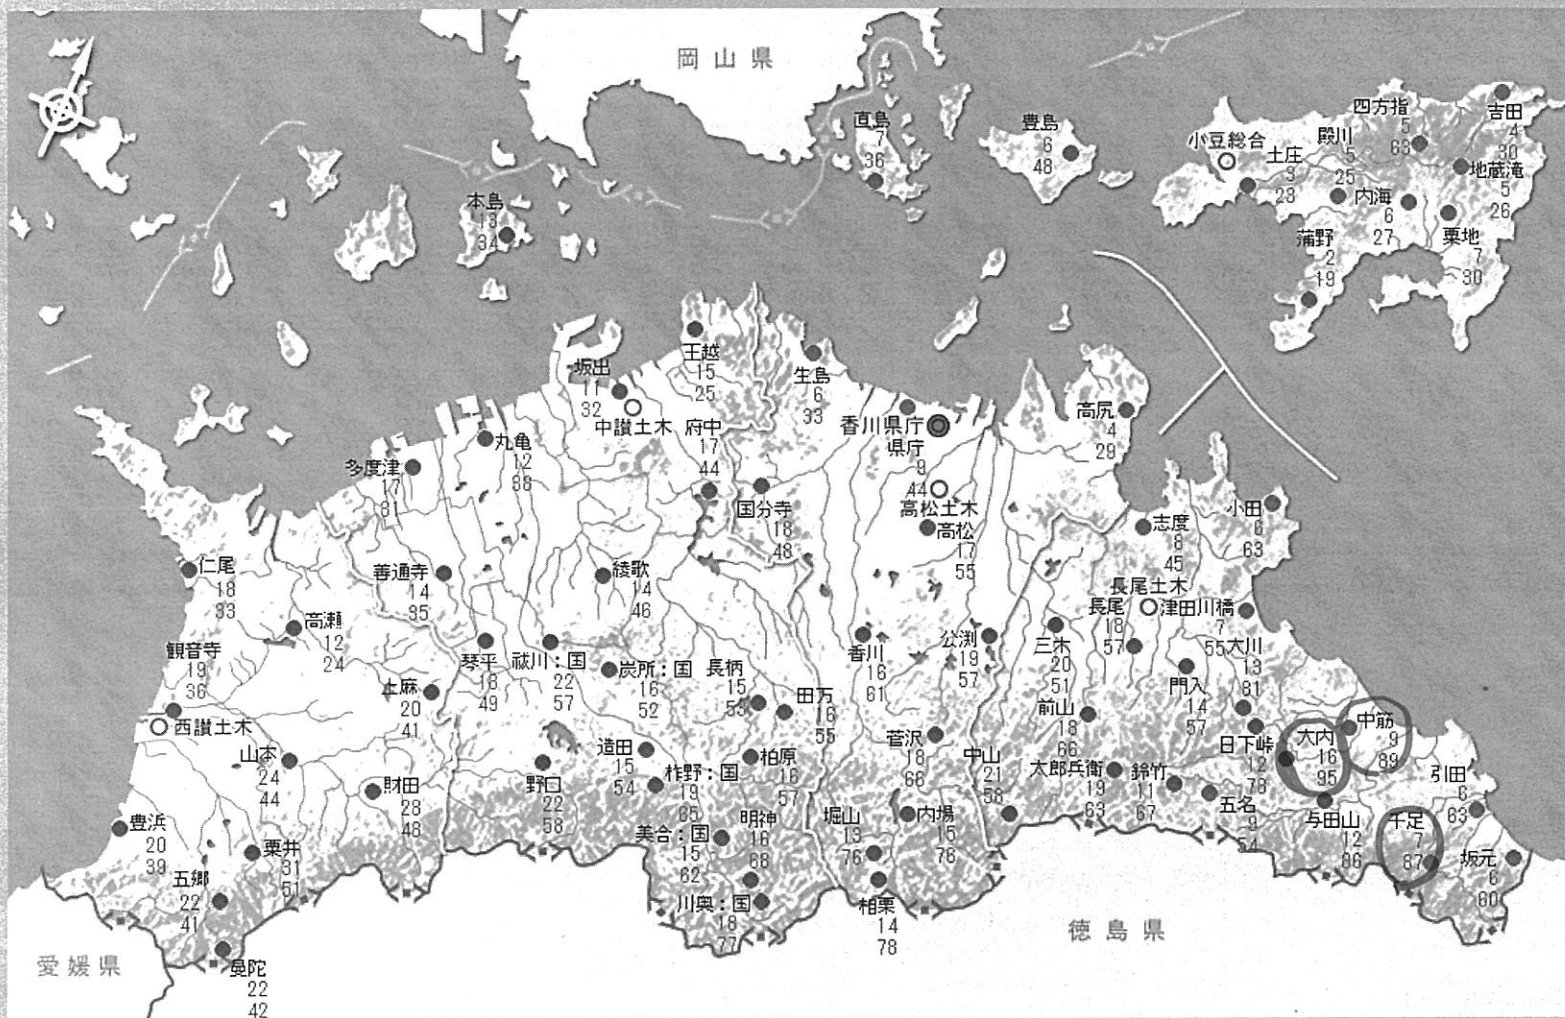 岡山県
直島
7
36
豊島
6
48
小豆総合
土庄
3
23
殿川
5
25
四方指
5
63
吉田
4
30
地蔵滝
5
26
内海
6
27
蒲野
2
19
粟地
7
30
本島
13
34
坂出
11
32
中讃土木
王越
15
25
生島
6
33
府中
17
44
香川県庁
県庁
9
44
高松土木
高松
17
55
高尻
4
29
丸亀
12
38
多度津
17
31
国分寺
18
48
志度
8
45
小田
6
63
仁尾
18
33
善通寺
14
35
綾歌
14
46
長尾土木
長尾
18
57
津田川橋
7
55
高瀬
12
24
観音寺
19
36
西讃土木
琴平
18
49
祓川：国
22
57
炭所：国
16
52
長柄
15
53
香川
16
61
公渕
19
57
三木
20
51
大川
13
81
上麻
20
41
田万
16
55
門入
14
57
前山
18
66
菅沢
18
66
中山
21
58
太郎兵衛
19
63
鈴竹
11
67
日下峠
12
78
大内
16
95
中筋
9
89
引田
6
63
山本
24
44
財田
28
48
造田
15
54
野口
22
58
柞野：国
19
65
柏原
16
57
五名
9
54
与田山
12
86
千足
7
87
坂元
6
60
豊浜
20
39
粟井
31
51
五郷
22
41
美合：国
15
62
明神
16
68
堀山
13
76
内場
15
78
川奥：国
18
77
相栗
14
78
曼陀
22
42
愛媛県
徳島県